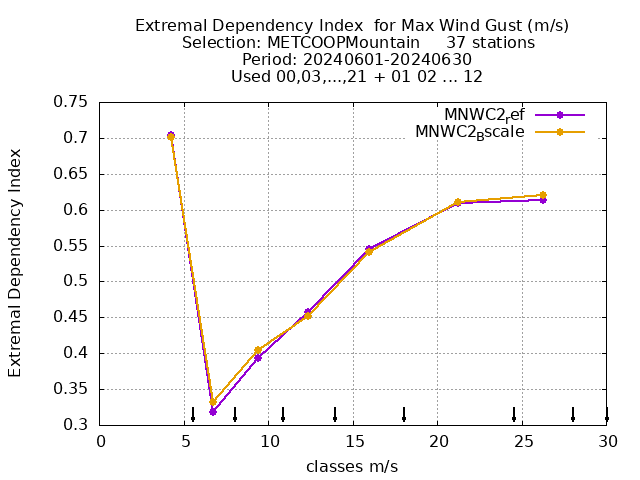 Extremal Dependency Index  for Max Wind Gust (m/s)
Selection: METCOOPMountain     37 stations
Period: 20240601-20240630
Used 00,03,...,21 + 01 02 ... 12
MNWC2ref
MNWC2Bscale
Extremal Dependency Index
0.75
0.7
0.65
0.6
0.55
0.5
0.45
0.4
0.35
0.3
0 5 10 15 20 25 30
classes m/s